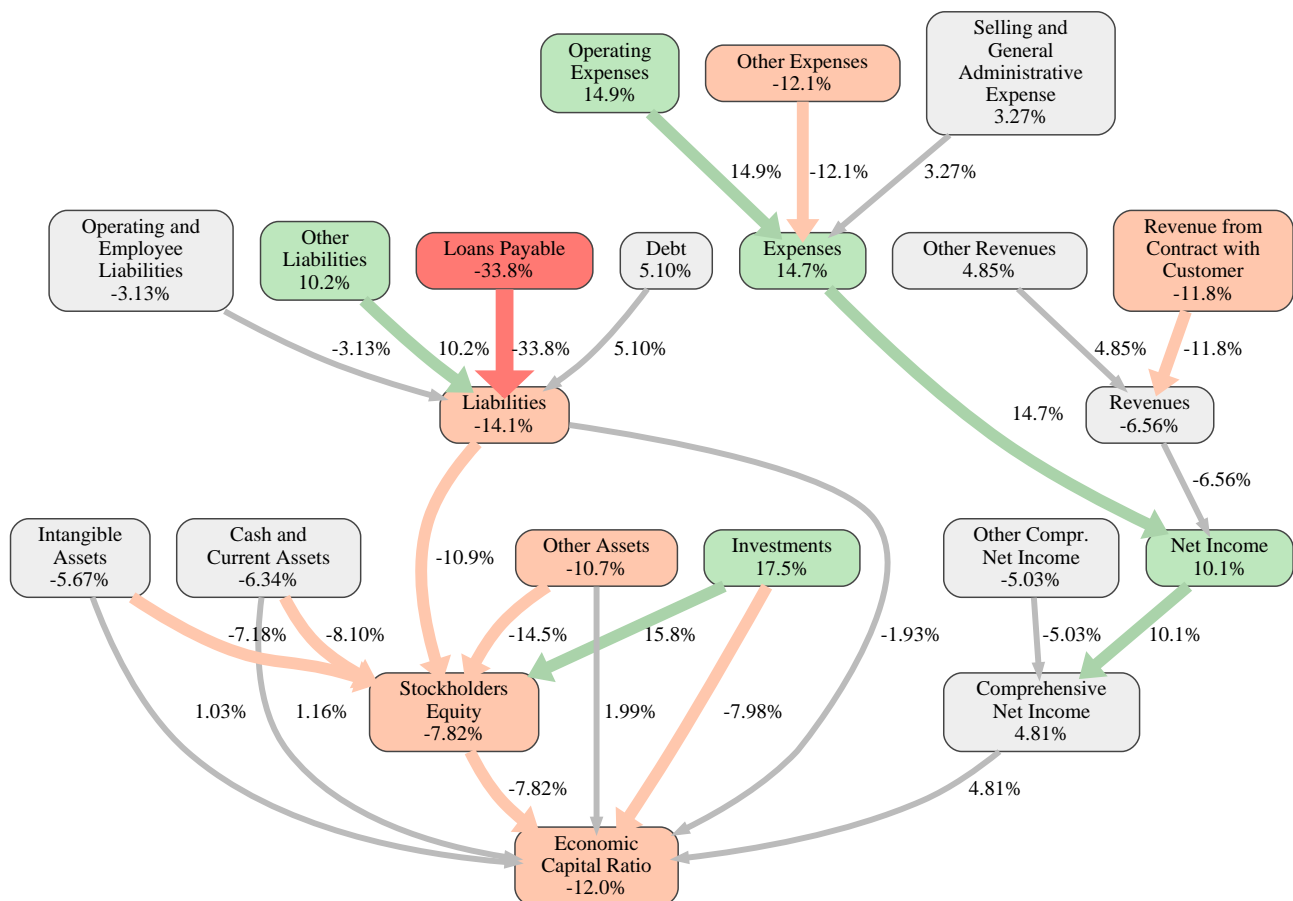 Selling and
General
Administrative
Expense
3.27%
Operating
Expenses
14.9%
Other Expenses
-12.1%
14.9%
-12.1%
3.27%
Operating and
Employee
Liabilities
-3.13%
Other
Liabilities
10.2%
Loans Payable
-33.8%
Debt
5.10%
Expenses
14.7%
Other Revenues
4.85%
Revenue from
Contract with
Customer
-11.8%
-3.13%
10.2%
-33.8%
5.10%
4.85%
-11.8%
Liabilities
-14.1%
14.7%
Revenues
-6.56%
-6.56%
Intangible
Assets
-5.67%
Cash and
Current Assets
-6.34%
-10.9%
Other Assets
-10.7%
Investments
17.5%
Other Compr.
Net Income
-5.03%
Net Income
10.1%
-7.18%
-8.10%
-14.5%
15.8%
-1.93%
-5.03%
10.1%
Stockholders
Equity
-7.82%
Comprehensive
Net Income
4.81%
1.03%
1.16%
1.99%
-7.98%
-7.82%
4.81%
Economic
Capital Ratio
-12.0%